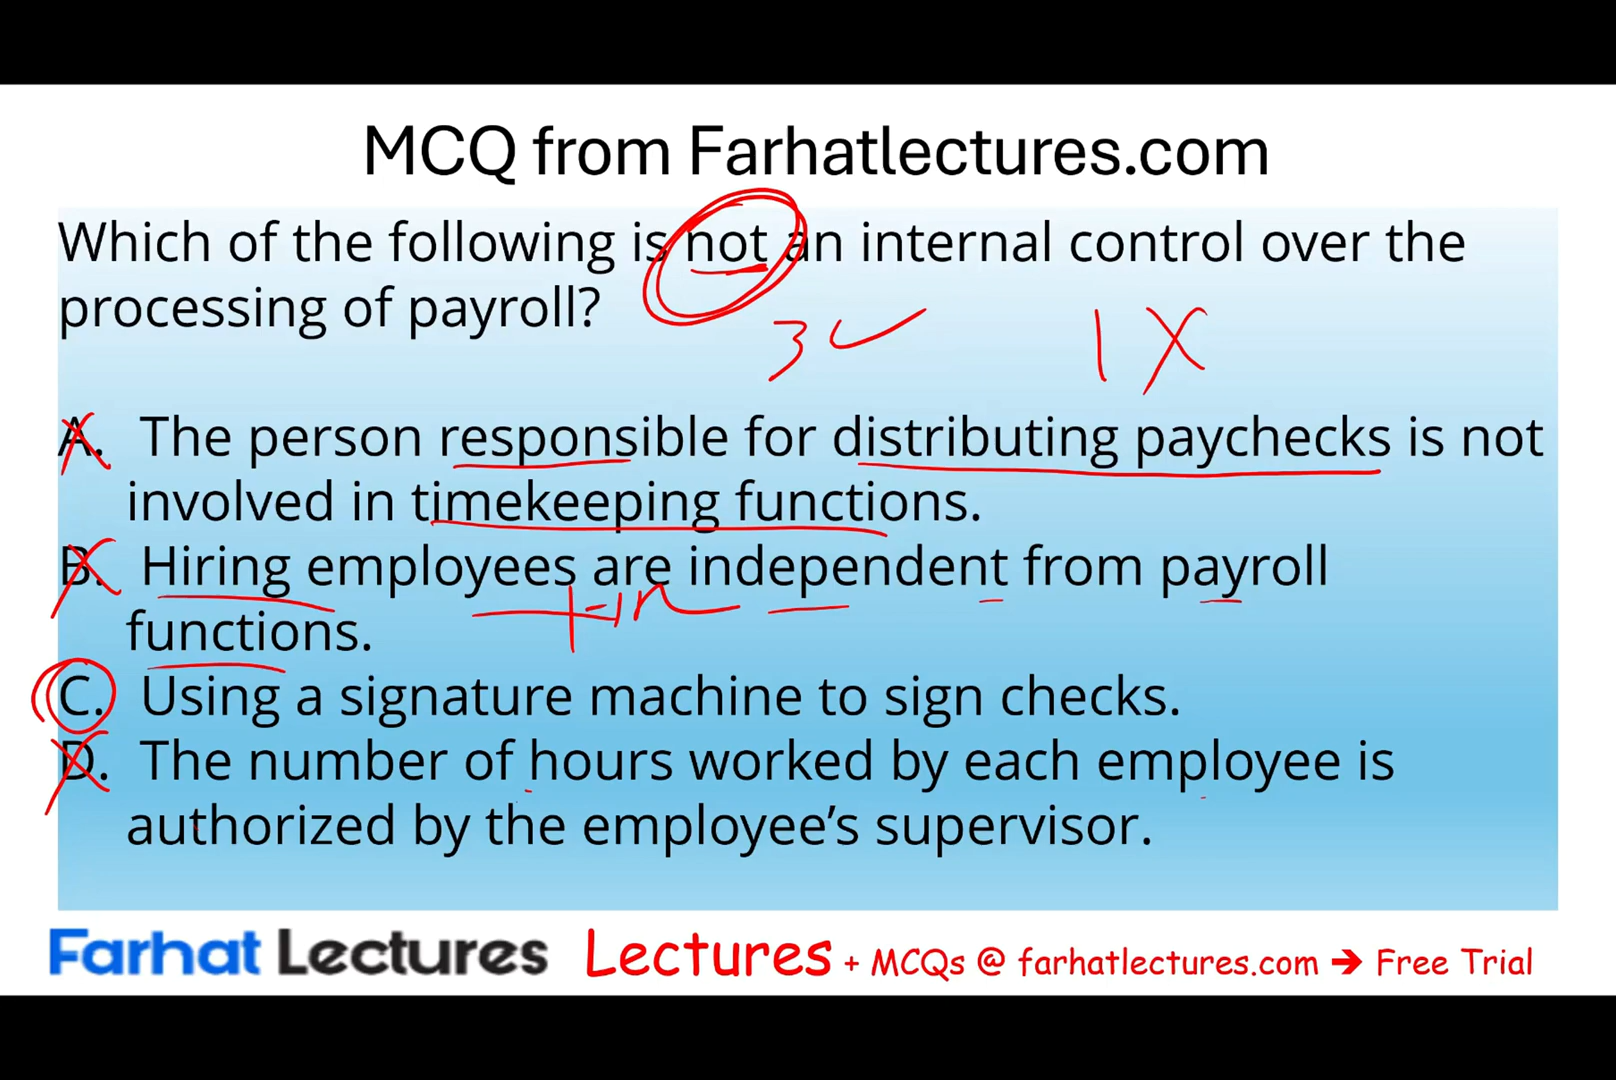 MCQ from Farhatlectures.com
Which of the following is not an internal control over the
processing of payroll?
3 ✓ 1 X
A. The person responsible for distributing paychecks is not
involved in timekeeping functions.
B. Hiring employees are independent from payroll
functions.
C. Using a signature machine to sign checks.
D. The number of hours worked by each employee is
authorized by the employee’s supervisor.
Farhat Lectures Lectures + MCQs @ farhatlectures.com → Free Trial